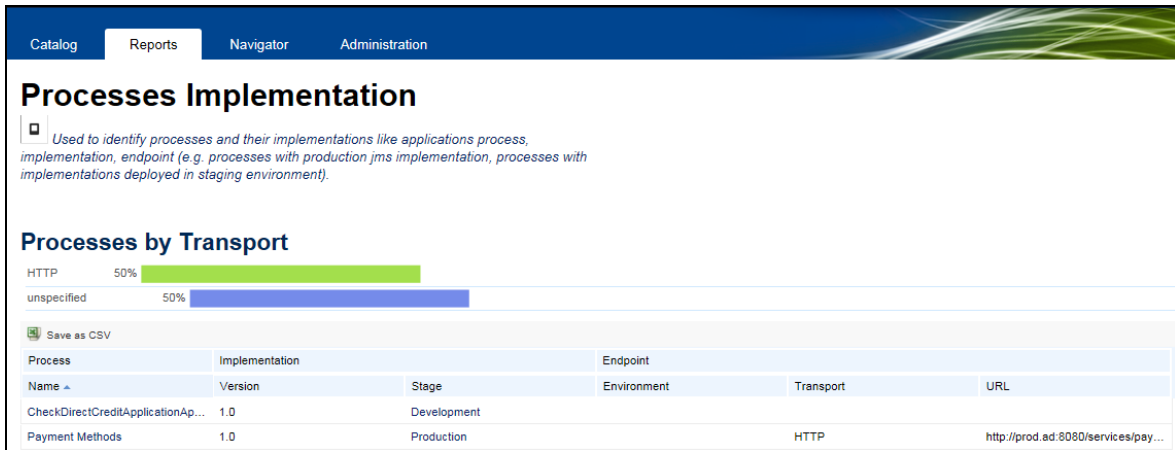 Catalog Reports Navigator Administration
Processes Implementation
Used to identify processes and their implementations like applications process,
implementation, endpoint (e.g. processes with production jms implementation, processes with
implementations deployed in staging environment).
Processes by Transport
HTTP 50%
unspecified 50%
Save as CSV
Process Implementation Endpoint
Name Version Stage Environment Transport URL
CheckDirectCreditApplicationAp... 1.0 Development
Payment Methods 1.0 Production HTTP http://prod.ad:8080/services/pay...